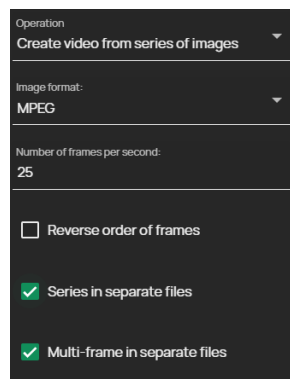 Operation
Create video from series of images
Image format:
MPEG
Number of frames per second:
25
Reverse order of frames
Series in separate files
Multi-frame in separate files